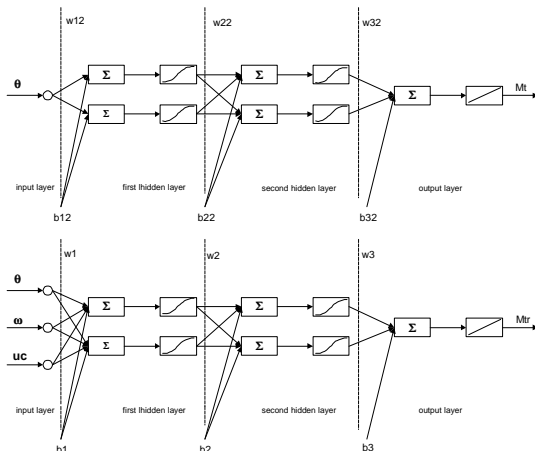 w12 w22 w32
θ Σ Σ Mt
Σ
Σ Σ
input layer first lhidden layer second hidden layer output layer
b12 b22 b32
w1 w2 w3
θ
Σ Σ
ω Σ Mtr
Σ Σ
uc
input layer first lhidden layer second hidden layer output layer
b1 b2 b3